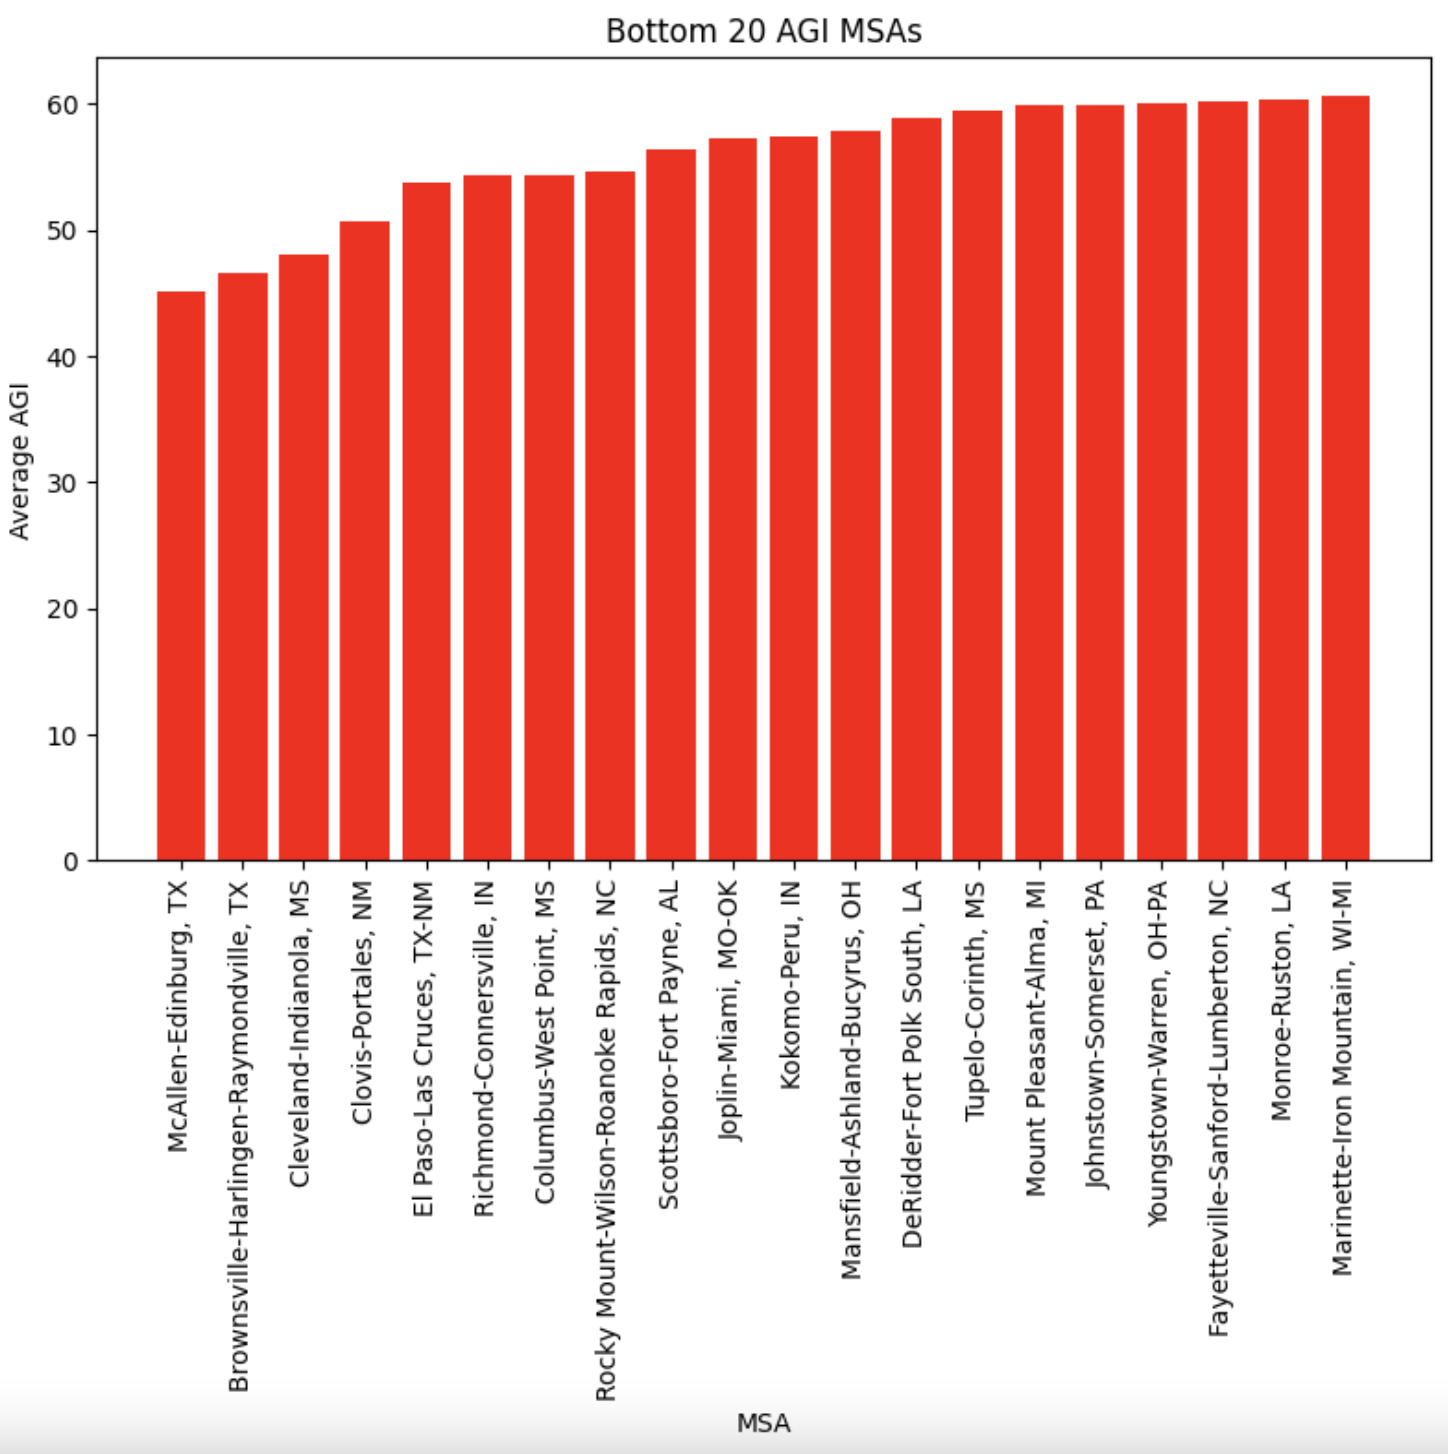 Bottom 20 AGI MSAs
60
50
40
30
20
10
0
Average AGI
McAllen-Edinburg, TX
Brownsville-Harlingen-Raymondville, TX
Cleveland-Indianola, MS
Clovis-Portales, NM
El Paso-Las Cruces, TX-NM
Richmond-Connersville, IN
Columbus-West Point, MS
Rocky Mount-Wilson-Roanoke Rapids, NC
Scottsboro-Fort Payne, AL
Joplin-Miami, MO-OK
Kokomo-Peru, IN
Mansfield-Ashland-Bucyrus, OH
DeRidder-Fort Polk South, LA
Tupelo-Corinth, MS
Mount Pleasant-Alma, MI
Johnstown-Somerset, PA
Youngstown-Warren, OH-PA
Fayetteville-Sanford-Lumberton, NC
Monroe-Ruston, LA
Marinette-Iron Mountain, WI-MI
MSA